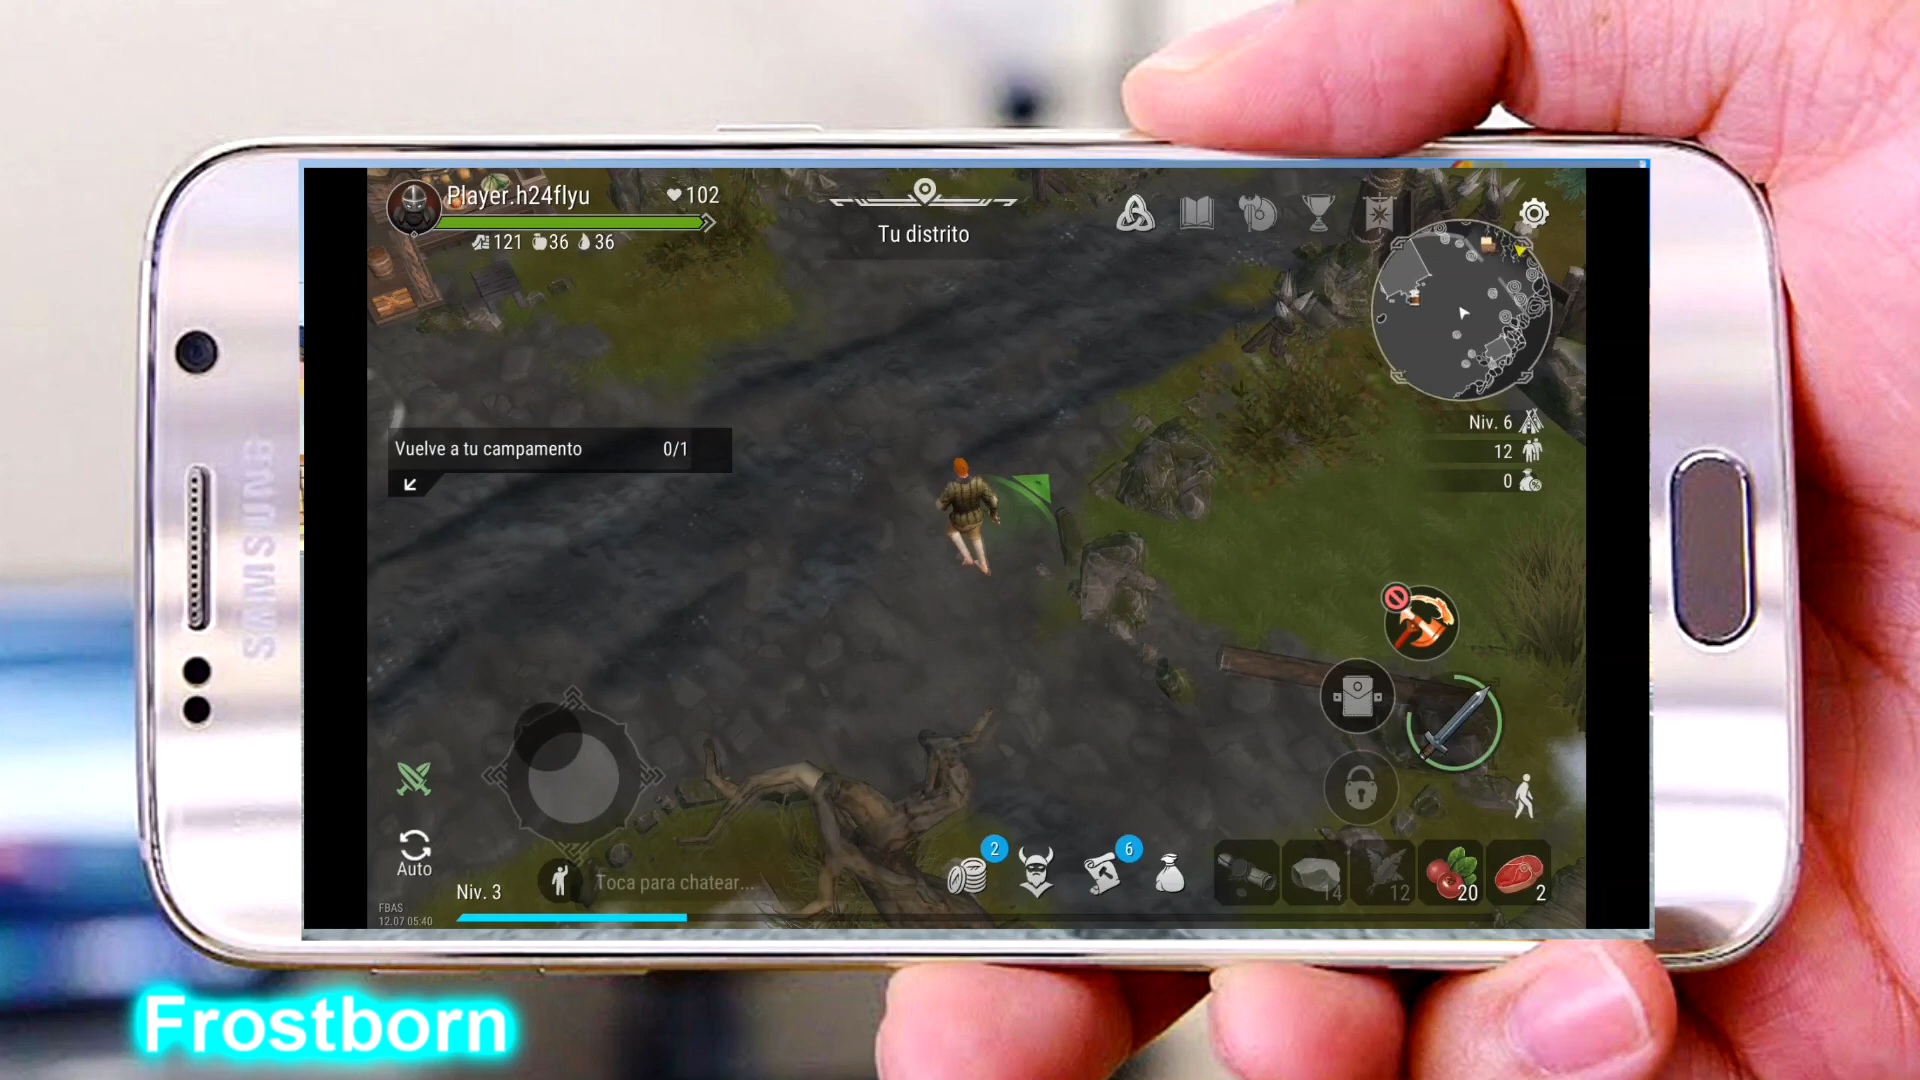 Player.h24flyu
102
121 36 36
Tu distrito
Niv. 6
12
0
Vuelve a tu campamento 0/1
SAMSUNG
Auto
Niv. 3
Toca para chatear...
2
6
14
12
20
2
FBAS
12.07 05:40
Frostborn